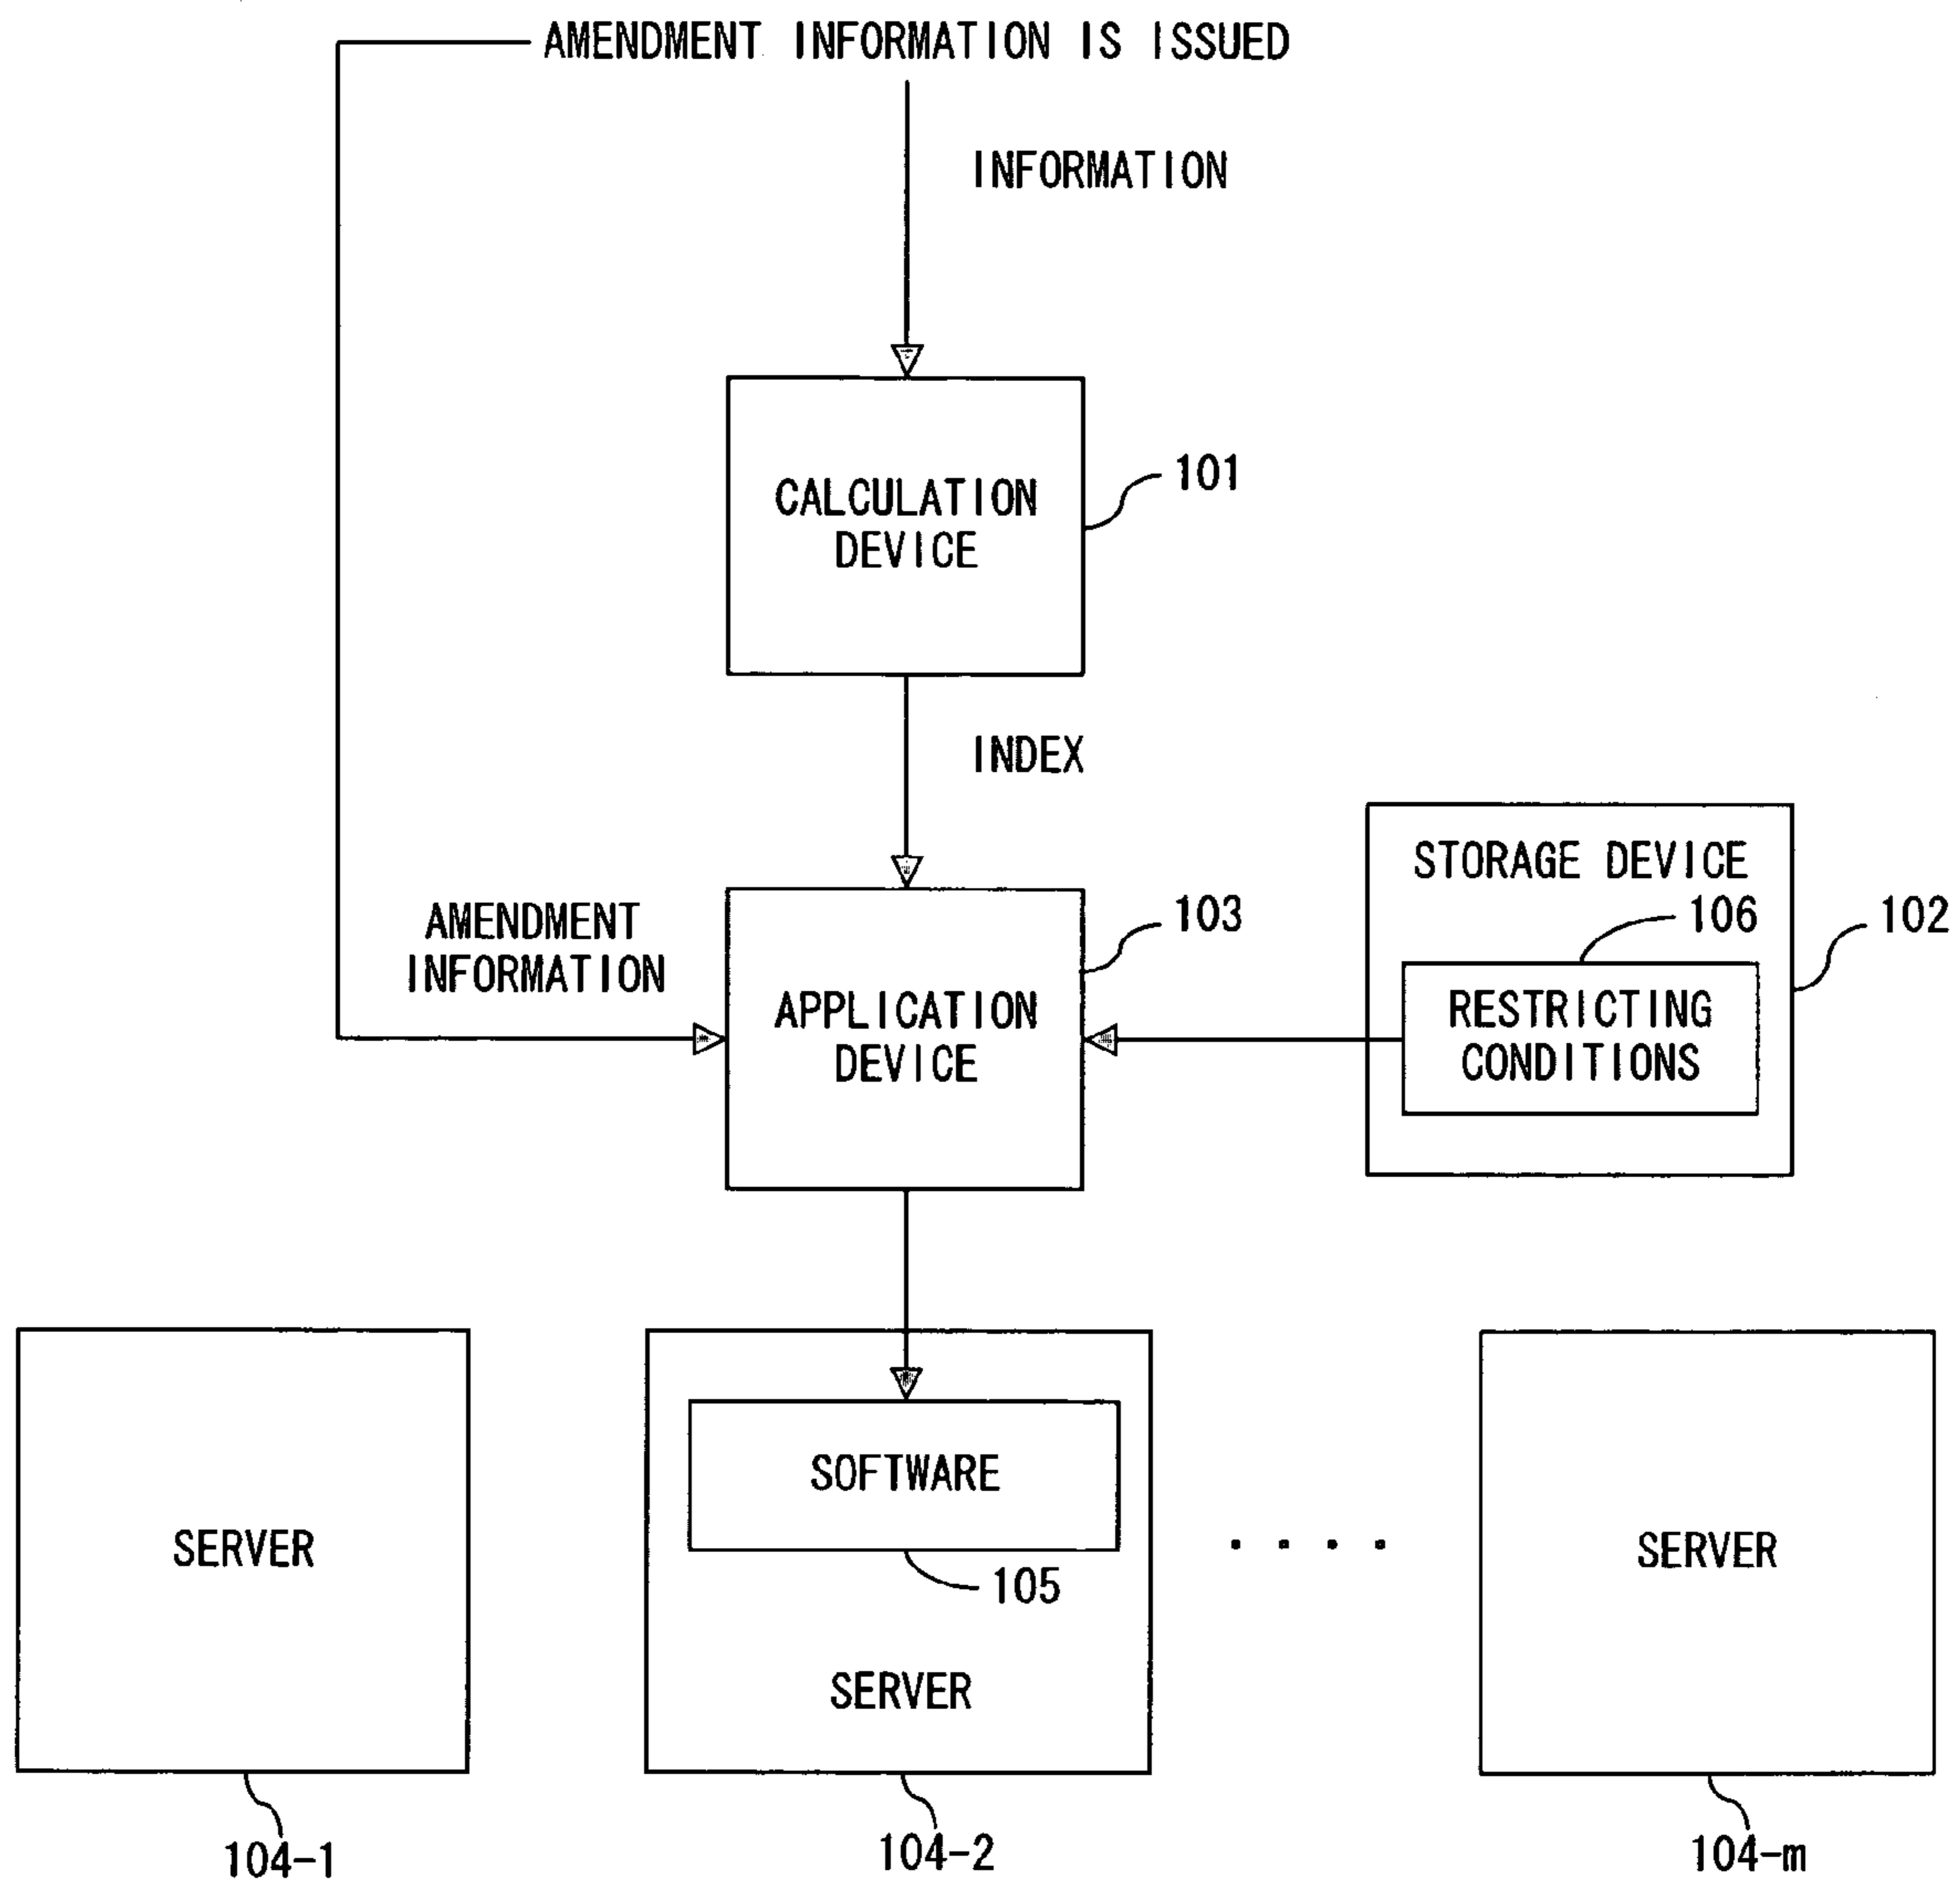 AMENDMENT INFORMATION IS ISSUED
INFORMATION
CALCULATION
DEVICE
101
INDEX
STORAGE DEVICE
106
102
RESTRICTING
CONDITIONS
AMENDMENT
INFORMATION
103
APPLICATION
DEVICE
SERVER
SOFTWARE
105
SERVER
. . . .
SERVER
104-1
104-2
104-m